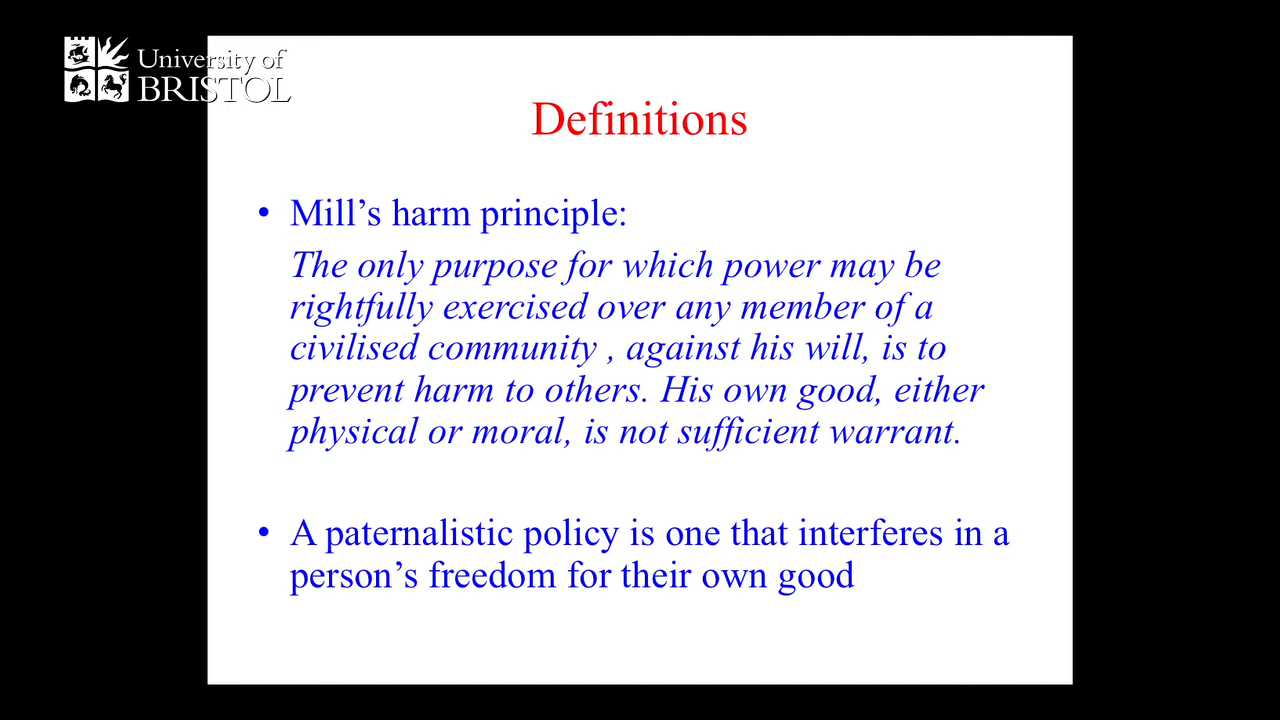 University of
BRISTOL
Definitions
• Mill’s harm principle:
The only purpose for which power may be
rightfully exercised over any member of a
civilised community , against his will, is to
prevent harm to others. His own good, either
physical or moral, is not sufficient warrant.
• A paternalistic policy is one that interferes in a
person’s freedom for their own good